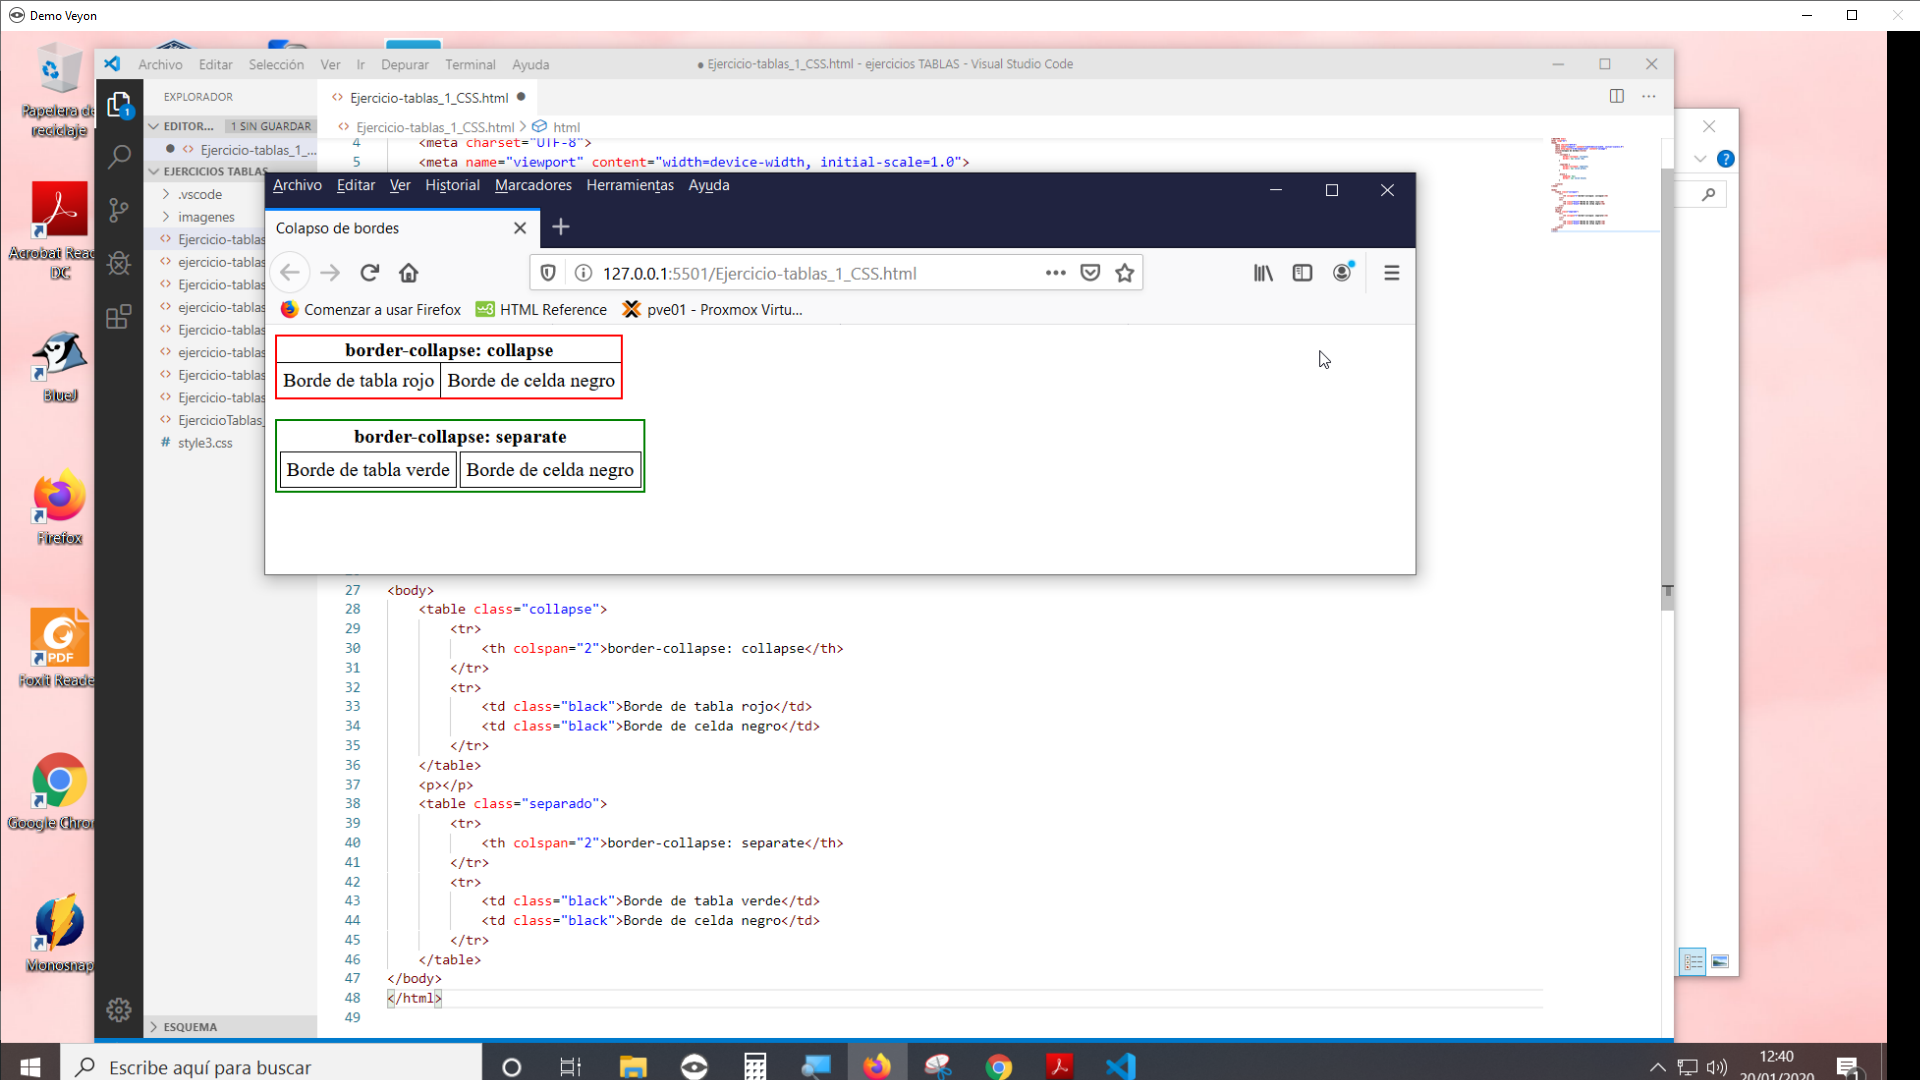 Demo Veyon
Papelera de
reciclaje
Acrobat Read
DC
BlueJ
Firefox
Foxit Reade
Google Chro
Monosnap
Archivo Editar Selección Ver Ir Depurar Terminal Ayuda
● Ejercicio-tablas_1_CSS.html - ejercicios TABLAS - Visual Studio Code
EXPLORADOR
EDITOR... 1 SIN GUARDAR
Ejercicio-tablas_1_...
EJERCICIOS TABLAS
.vscode
imagenes
Ejercicio-tablas
ejercicio-tablas
Ejercicio-tablas
ejercicio-tablas
Ejercicio-tablas
ejercicio-tablas
Ejercicio-tablas
Ejercicio-tablas
EjercicioTablas_
# style3.css
ESQUEMA
1
<> Ejercicio-tablas_1_CSS.html ●
<> Ejercicio-tablas_1_CSS.html > html
4 <meta charset="UTF-8">
5 <meta name="viewport" content="width=device-width, initial-scale=1.0">
Archivo Editar Ver Historial Marcadores Herramientas Ayuda
Colapso de bordes
127.0.0.1:5501/Ejercicio-tablas_1_CSS.html
Comenzar a usar Firefox HTML Reference pve01 - Proxmox Virtu...
border-collapse: collapse
Borde de tabla rojo Borde de celda negro
border-collapse: separate
Borde de tabla verde Borde de celda negro
27 <body>
28 <table class="collapse">
29 <tr>
30 <th colspan="2">border-collapse: collapse</th>
31 </tr>
32 <tr>
33 <td class="black">Borde de tabla rojo</td>
34 <td class="black">Borde de celda negro</td>
35 </tr>
36 </table>
37 <p></p>
38 <table class="separado">
39 <tr>
40 <th colspan="2">border-collapse: separate</th>
41 </tr>
42 <tr>
43 <td class="black">Borde de tabla verde</td>
44 <td class="black">Borde de celda negro</td>
45 </tr>
46 </table>
47 </body>
48 </html>
49
Escribe aquí para buscar
12:40
20/01/2020
1